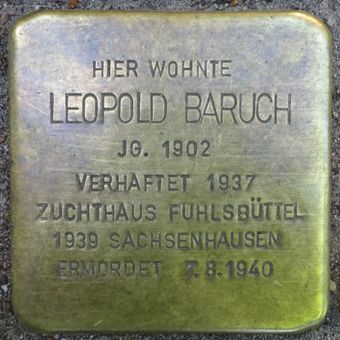 HIER WOHNTE
LEOPOLD BARUCH
JG. 1902
VERHAFTET 1937
ZUCHTHAUS FUHLSBÜTTEL
1939 SACHSENHAUSEN
ERMORDET 7.8.1940